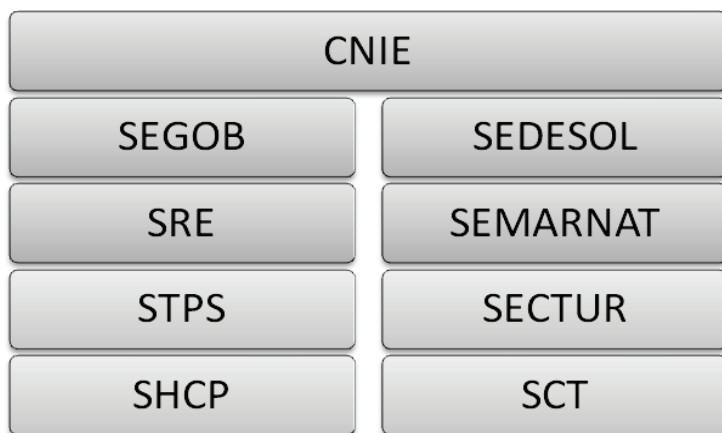 CNIE
SEGOB
SEDESOL
SRE
SEMARNAT
STPS
SECTUR
SHCP
SCT